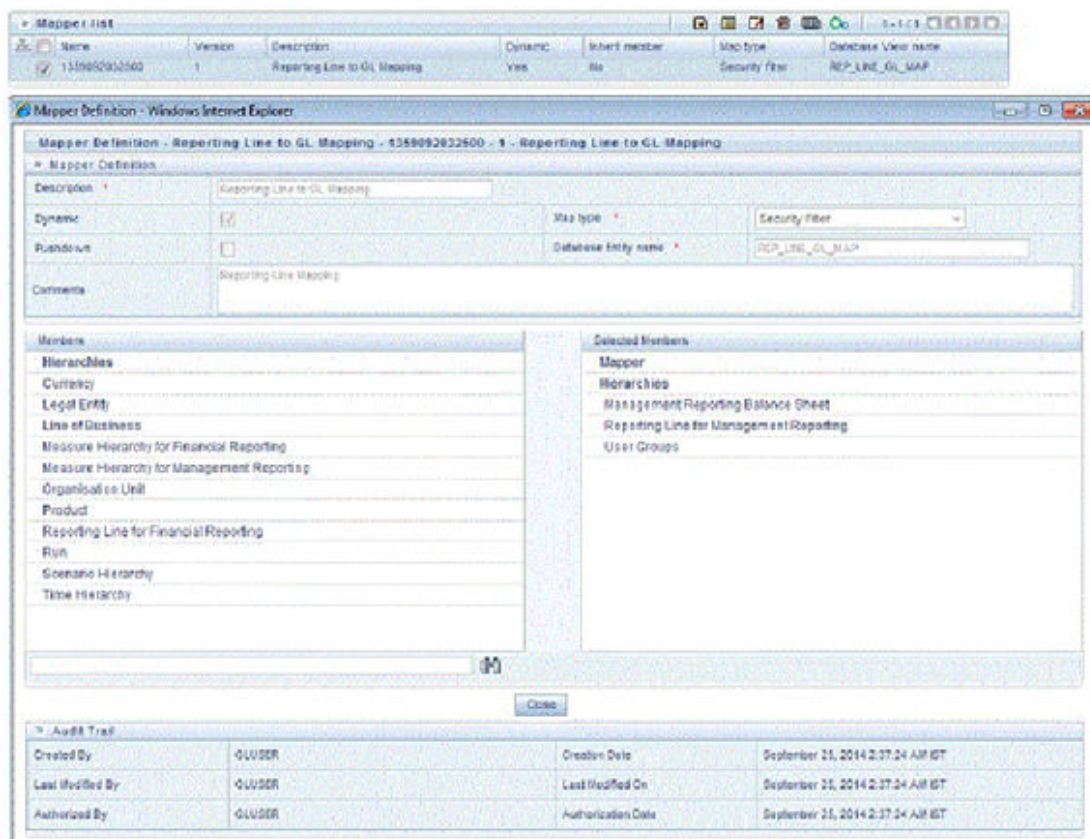 Mapper list
Name Version Description Dynamic Inherit member Map type Database View name
1359092032600 1 Reporting Line to GL Mapping Yes No Security filter REP_LINE_GL_MAP
Mapper Definition - Windows Internet Explorer
Mapper Definition - Reporting Line to GL Mapping - 1359092032600 - 1 - Reporting Line to GL Mapping
Mapper Definition
Description * Reporting Line to GL Mapping
Dynamic Map type * Security Filter
Pushdown Database Entity name * REP_LINE_GL_MAP
Comments Reporting Line Mapping
Members Selected Members
Hierarchies Mapper
Currency Hierarchies
Legal Entity Management Reporting Balance Sheet
Line of Business Reporting Line for Management Reporting
Measure Hierarchy for Financial Reporting User Groups
Measure Hierarchy for Management Reporting
Organisation Unit
Product
Reporting Line for Financial Reporting
Run
Scenario Hierarchy
Time Hierarchy
Close
Audit Trail
Created By GLUSER Creation Date September 25, 2014 2:37:24 AM IST
Last Modified By GLUSER Last Modified On September 25, 2014 2:37:24 AM IST
Authorized By GLUSER Authorization Date September 25, 2014 2:37:24 AM IST